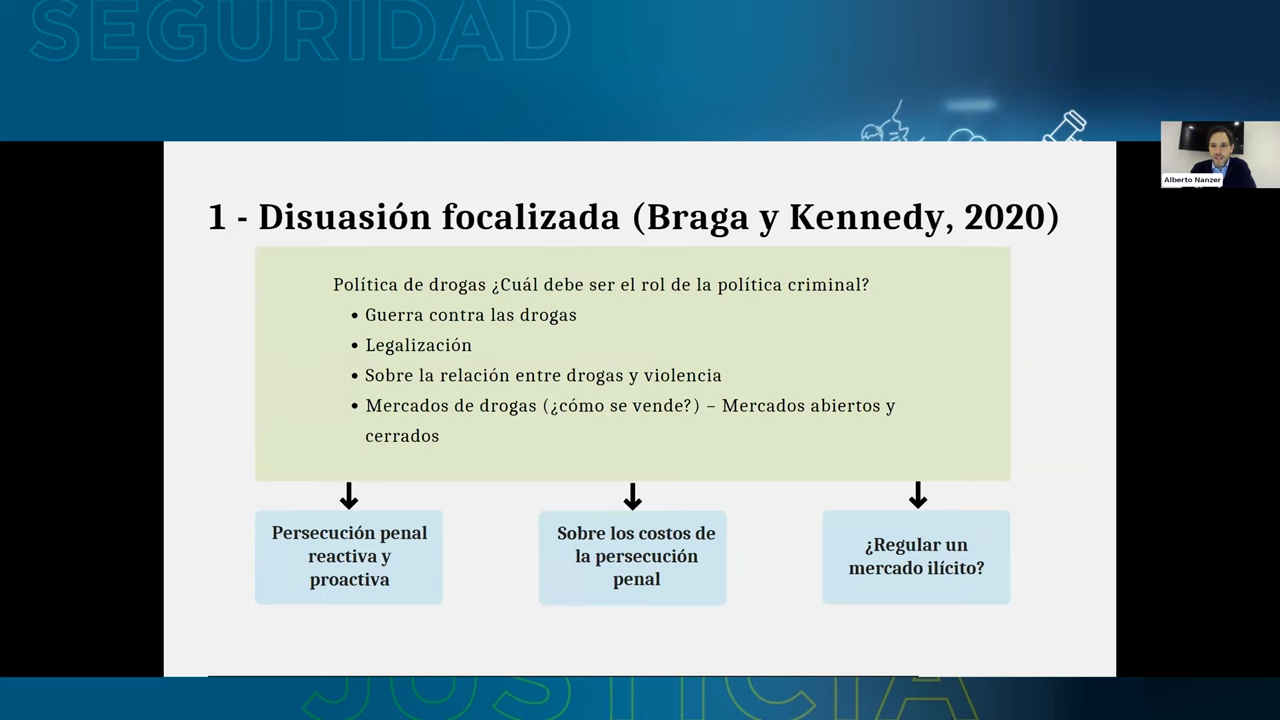 SEGURIDAD
Alberto Nanzer
1 - Disuasión focalizada (Braga y Kennedy, 2020)
Política de drogas ¿Cuál debe ser el rol de la política criminal?
• Guerra contra las drogas
• Legalización
• Sobre la relación entre drogas y violencia
• Mercados de drogas (¿cómo se vende?) – Mercados abiertos y
cerrados
Persecución penal
reactiva y
proactiva
Sobre los costos de
la persecución
penal
¿Regular un
mercado ilícito?
JUSTICIA